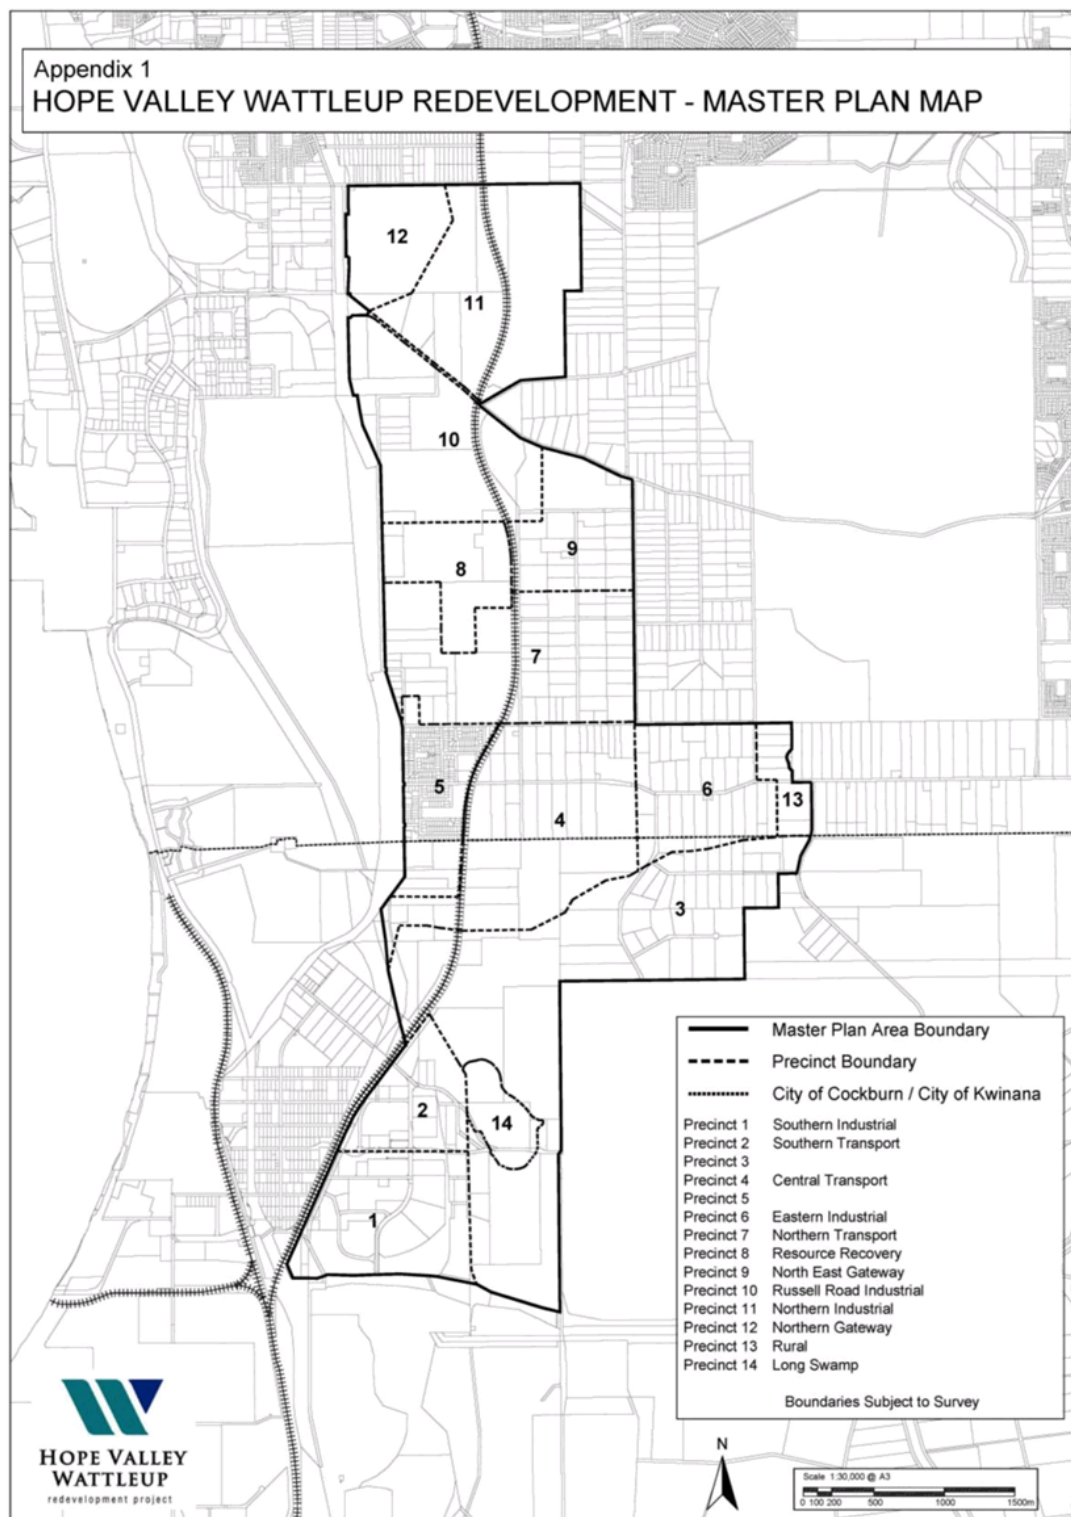 Appendix 1
HOPE VALLEY WATTLEUP REDEVELOPMENT - MASTER PLAN MAP
12
11
10
9
8
7
5
6
13
4
3
2
14
1
Master Plan Area Boundary
Precinct Boundary
City of Cockburn / City of Kwinana
Precinct 1 Southern Industrial
Precinct 2 Southern Transport
Precinct 3
Precinct 4 Central Transport
Precinct 5
Precinct 6 Eastern Industrial
Precinct 7 Northern Transport
Precinct 8 Resource Recovery
Precinct 9 North East Gateway
Precinct 10 Russell Road Industrial
Precinct 11 Northern Industrial
Precinct 12 Northern Gateway
Precinct 13 Rural
Precinct 14 Long Swamp
Boundaries Subject to Survey
HOPE VALLEY
WATTLEUP
redevelopment project
N
Scale 1:30,000 @ A3
0 100 200 500 1000 1500m